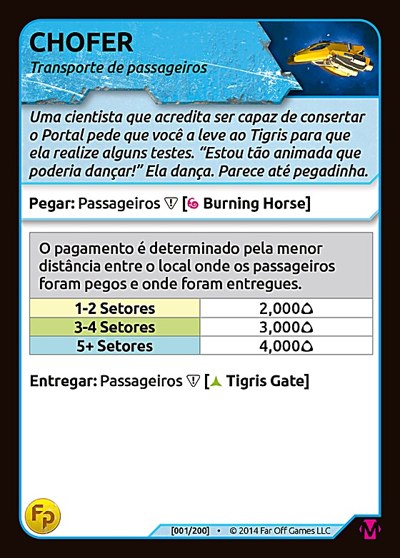 CHOFER
Transporte de passageiros
Uma cientista que acredita ser capaz de consertar
o Portal pede que você a leve ao Tigris para que
ela realize alguns testes. “Estou tão animada que
poderia dançar!” Ela dança. Parece até pegadinha.
Pegar: Passageiros [Burning Horse]
O pagamento é determinado pela menor
distância entre o local onde os passageiros
foram pegos e onde foram entregues.
1-2 Setores 2,000
3-4 Setores 3,000
5+ Setores 4,000
Entregar: Passageiros [Tigris Gate]
FP
[001/200] • © 2014 Far Off Games LLC